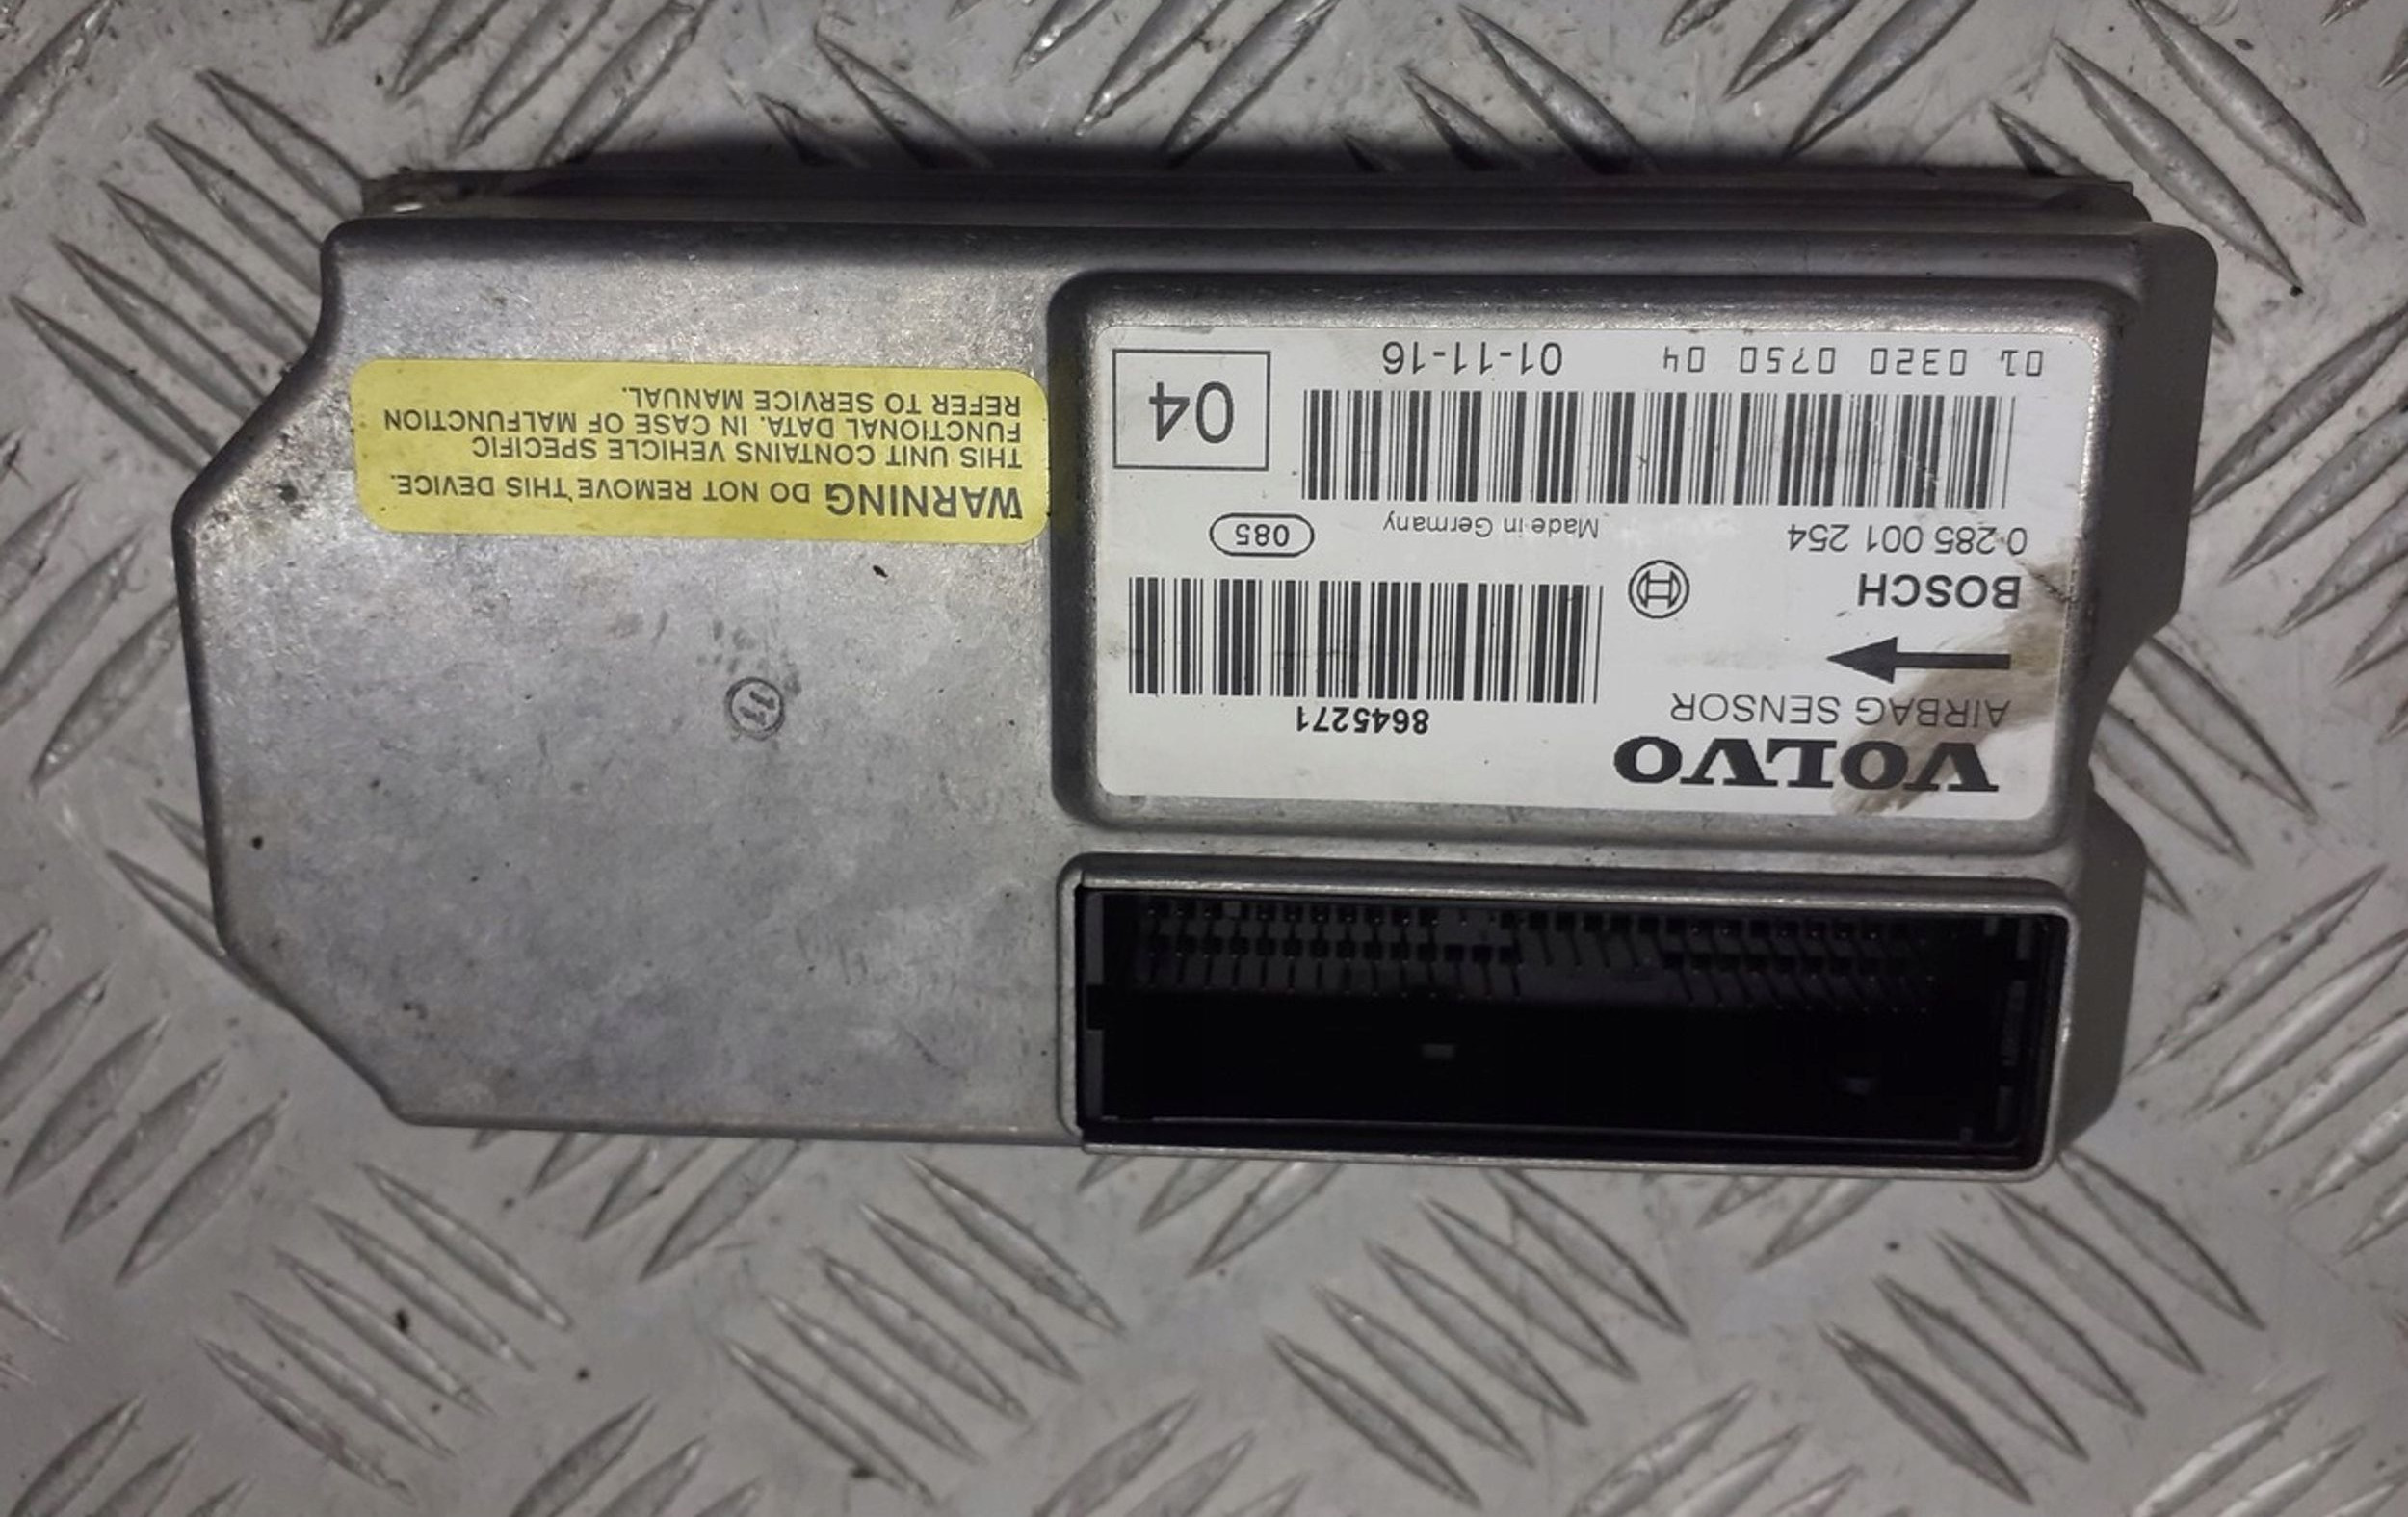 VOLVO
AIRBAG SENSOR
8645271
BOSCH
0 285 001 254
Made in Germany
085
01 0320 0750 04
01-11-16
04
WARNING DO NOT REMOVE THIS DEVICE.
THIS UNIT CONTAINS VEHICLE SPECIFIC
FUNCTIONAL DATA. IN CASE OF MALFUNCTION
REFER TO SERVICE MANUAL.
11